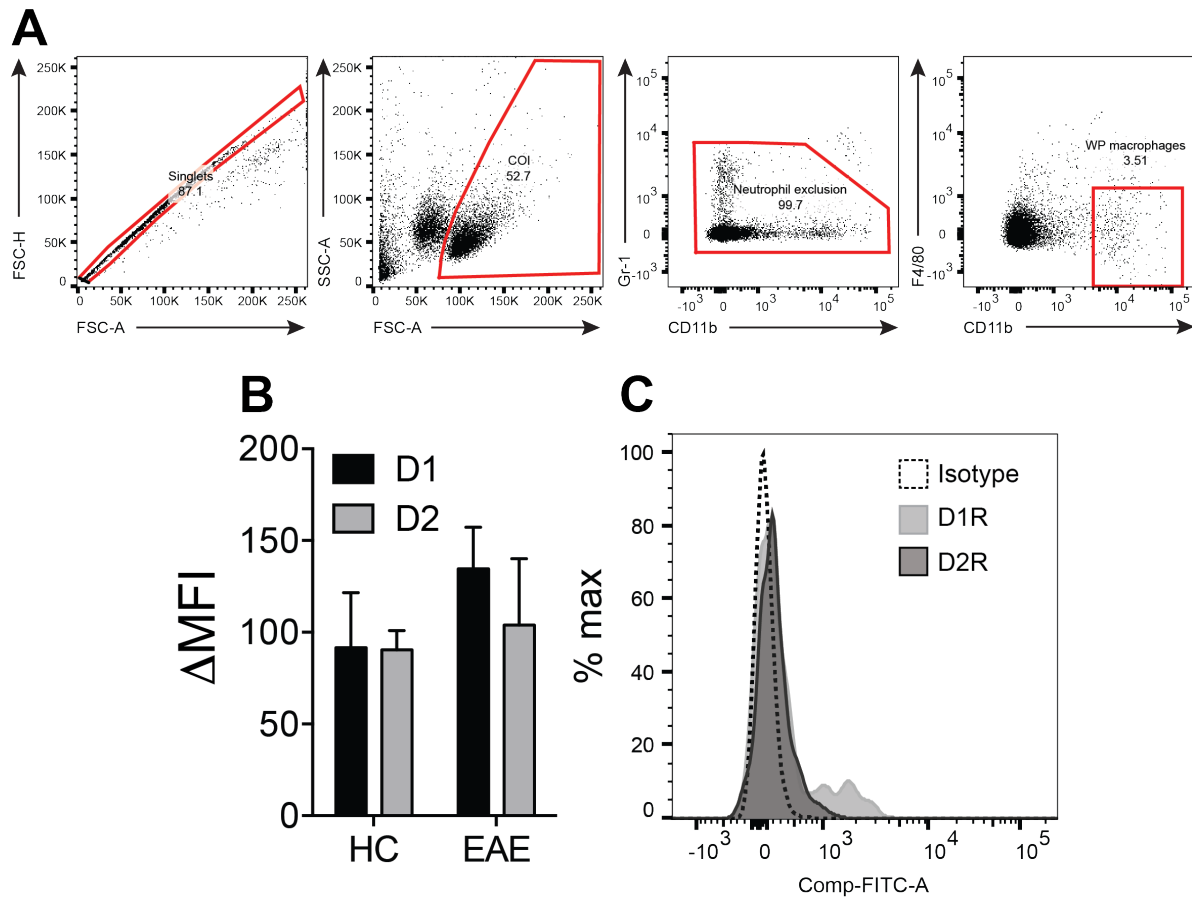 A
FSC-H
250K
200K
150K
100K
50K
0
Singlets
87.1
0 50K 100K 150K 200K 250K
FSC-A
SSC-A
250K
200K
150K
100K
50K
0
COI
52.7
0 50K 100K 150K 200K 250K
FSC-A
Gr-1
10^5
10^4
10^3
0
-10^3
Neutrophil exclusion
99.7
-10^3 0 10^3 10^4 10^5
CD11b
F4/80
10^5
10^4
10^3
0
-10^3
WP macrophages
3.51
-10^3 0 10^3 10^4 10^5
CD11b
B
ΔMFI
200
150
100
50
0
D1
D2
HC EAE
C
% max
100
80
60
40
20
0
Isotype
D1R
D2R
-10^3 0 10^3 10^4 10^5
Comp-FITC-A